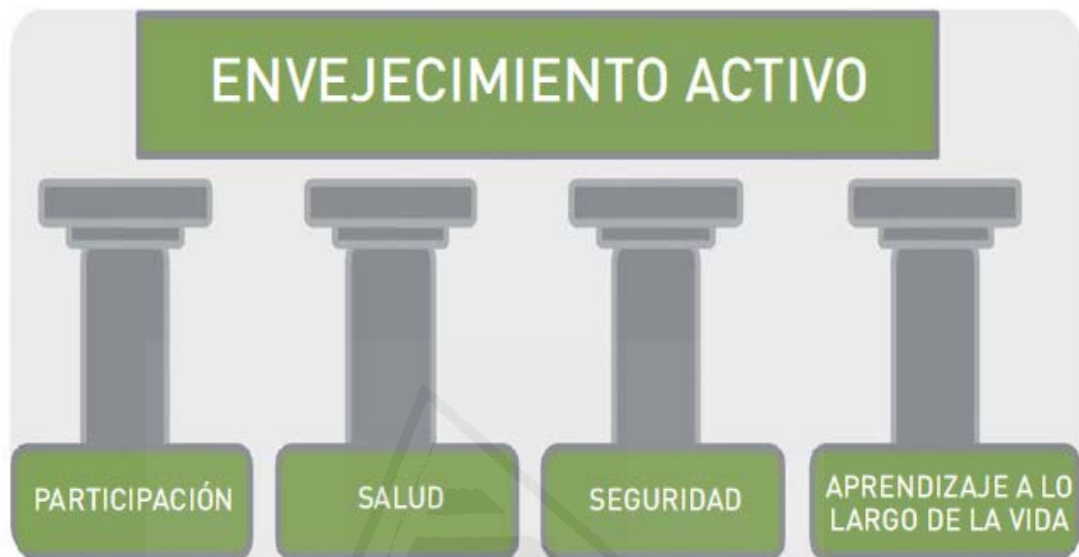 ENVEJECIMIENTO ACTIVO
PARTICIPACIÓN
SALUD
SEGURIDAD
APRENDIZAJE A LO
LARGO DE LA VIDA